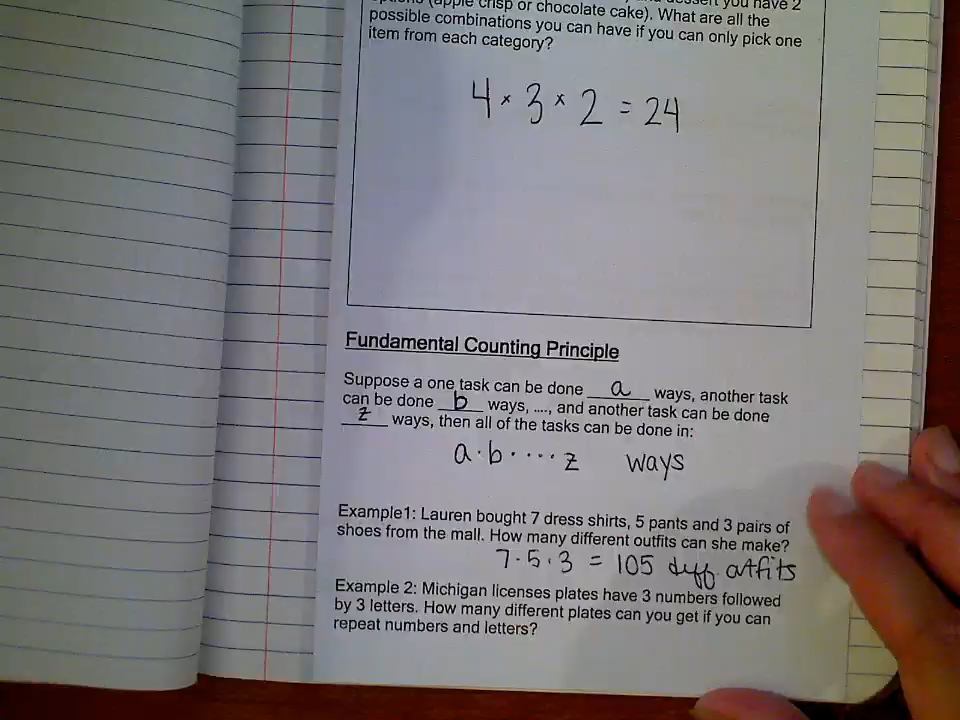 (apple crisp or chocolate cake). What are all the
possible combinations you can have if you can only pick one
item from each category?
4 × 3 × 2 = 24
Fundamental Counting Principle
Suppose a one task can be done a ways, another task
can be done b ways, ...., and another task can be done
z ways, then all of the tasks can be done in:
a·b·...·z ways
Example1: Lauren bought 7 dress shirts, 5 pants and 3 pairs of
shoes from the mall. How many different outfits can she make?
7·5·3 = 105 diff. outfits
Example 2: Michigan licenses plates have 3 numbers followed
by 3 letters. How many different plates can you get if you can
repeat numbers and letters?